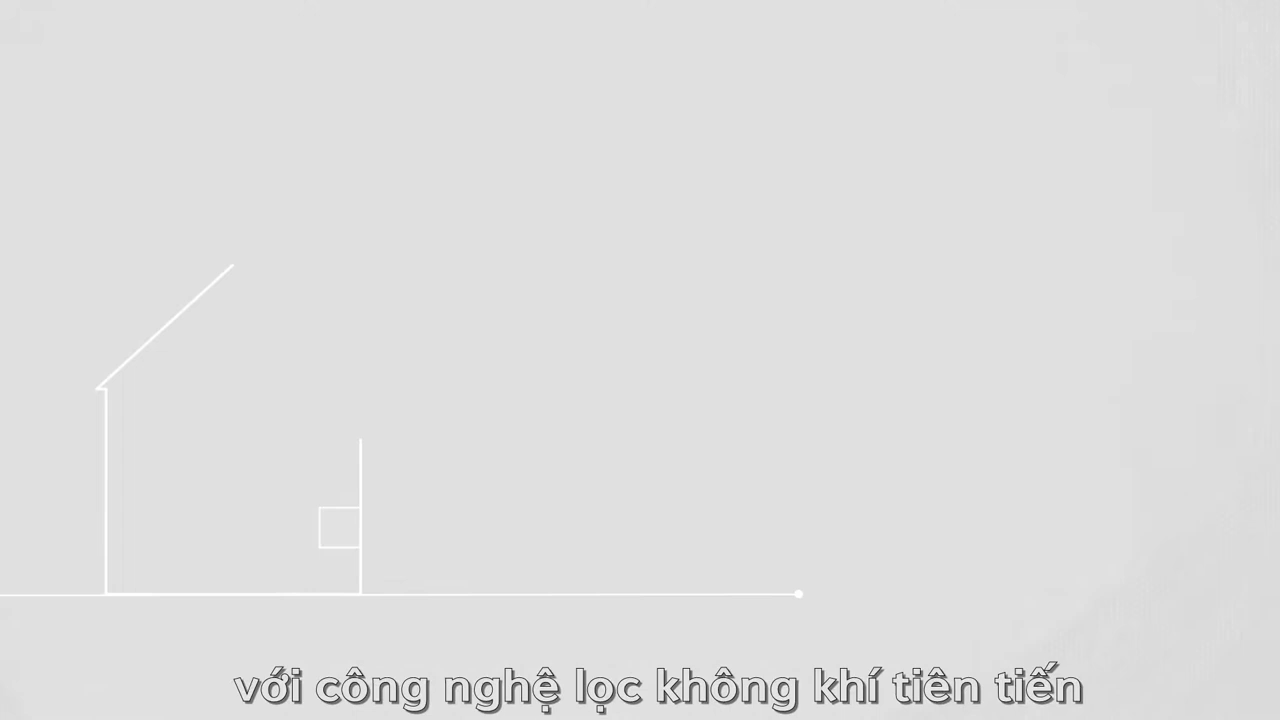 với công nghệ lọc không khí tiên tiến